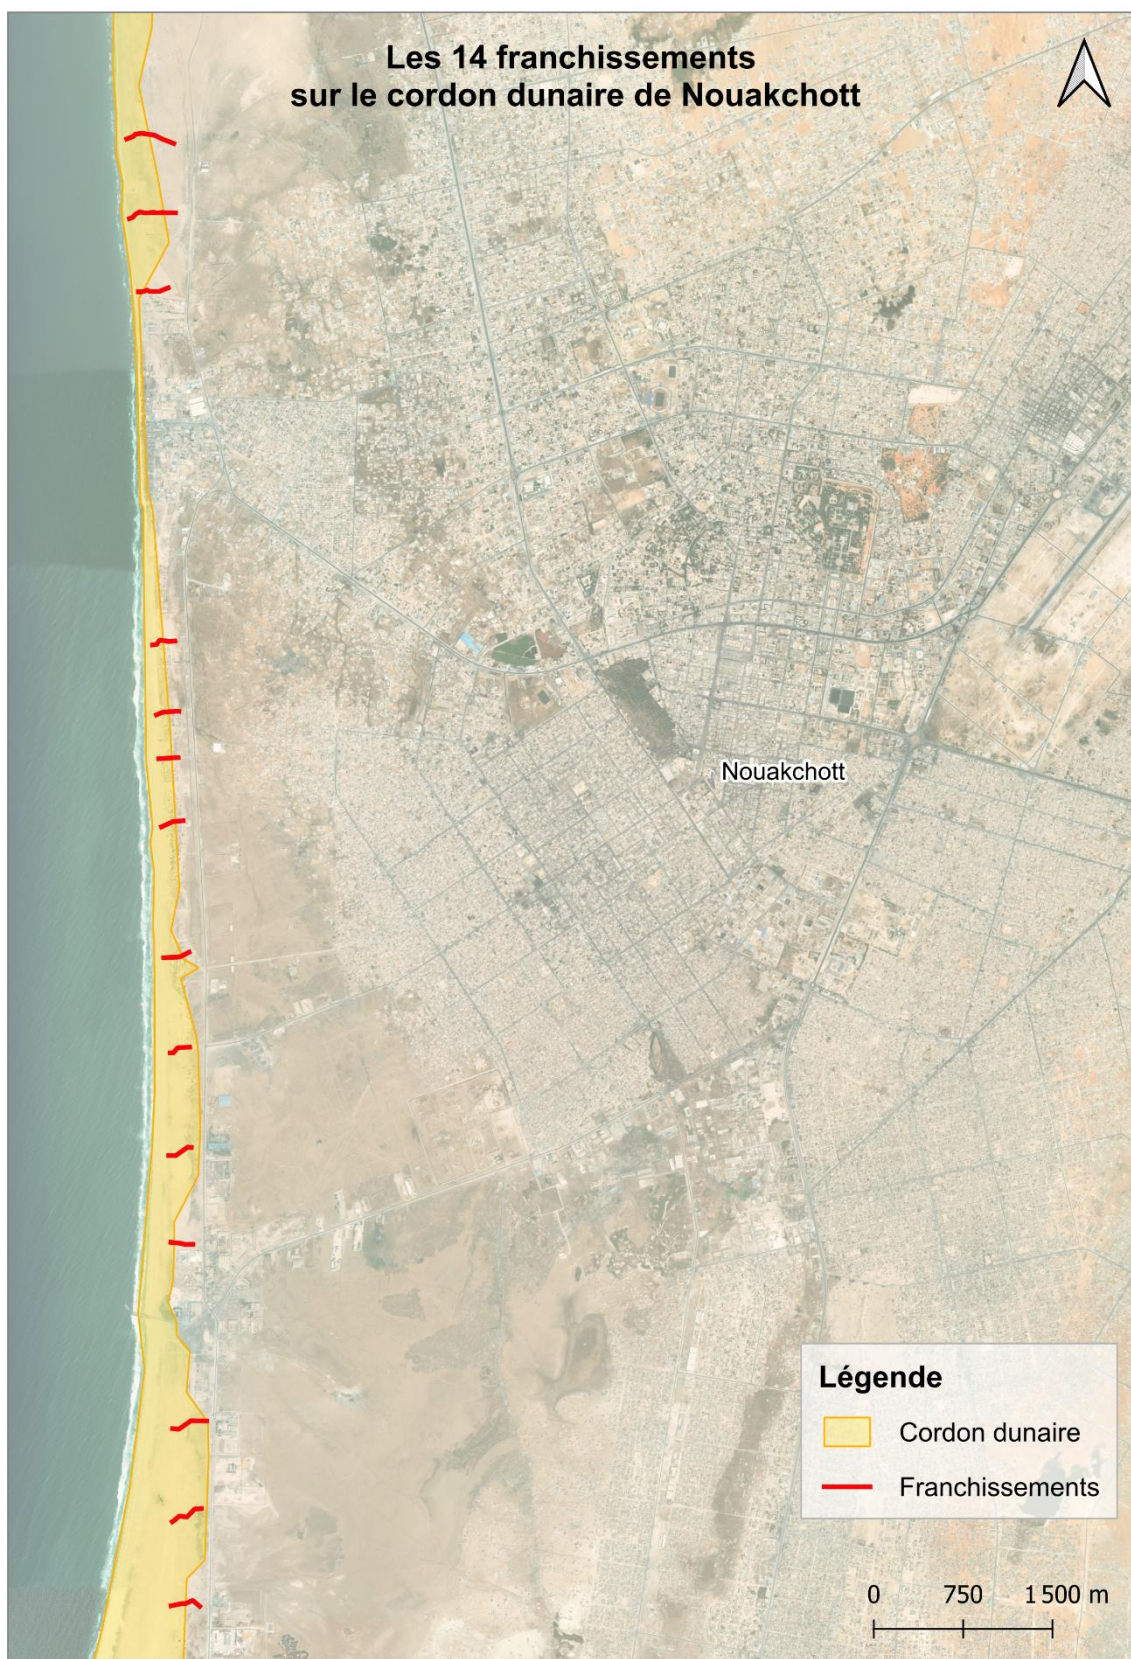 Les 14 franchissements
sur le cordon dunaire de Nouakchott
Nouakchott
Légende
Cordon dunaire
Franchissements
0 750 1 500 m